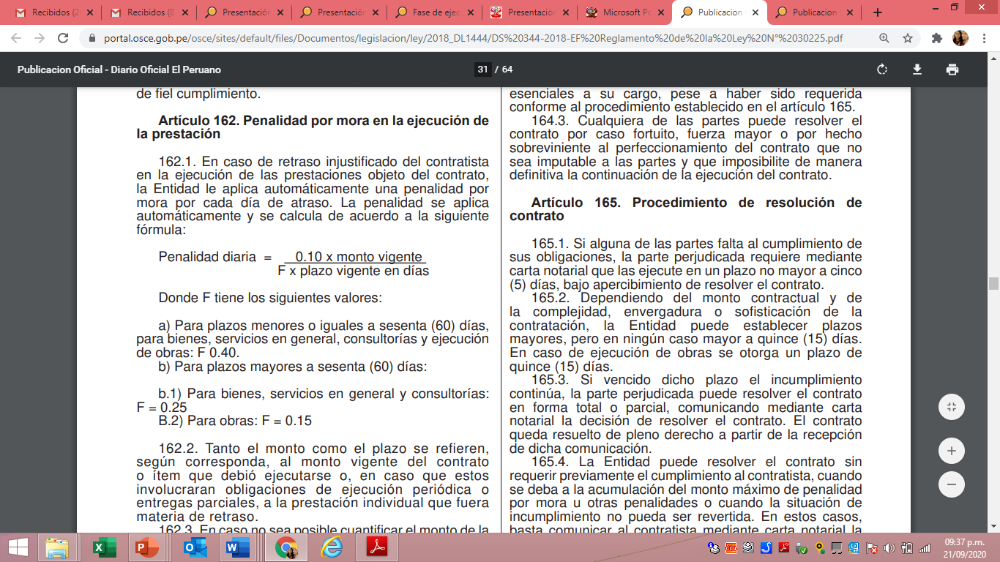 Recibidos (2
Recibidos (8
Presentación
Presentación
Fase de ejec
Presentación
Microsoft Po
Publicacion
Publicacion
portal.osce.gob.pe/osce/sites/default/files/Documentos/legislacion/ley/2018_DL1444/DS%20344-2018-EF%20Reglamento%20de%20la%20Ley%20N°%2030225.pdf
Publicacion Oficial - Diario Oficial El Peruano
31 / 64
de fiel cumplimiento.
Artículo 162. Penalidad por mora en la ejecución de
la prestación
162.1. En caso de retraso injustificado del contratista
en la ejecución de las prestaciones objeto del contrato,
la Entidad le aplica automáticamente una penalidad por
mora por cada día de atraso. La penalidad se aplica
automáticamente y se calcula de acuerdo a la siguiente
fórmula:
Penalidad diaria = 0.10 x monto vigente
F x plazo vigente en días
Donde F tiene los siguientes valores:
a) Para plazos menores o iguales a sesenta (60) días,
para bienes, servicios en general, consultorías y ejecución
de obras: F 0.40.
b) Para plazos mayores a sesenta (60) días:
b.1) Para bienes, servicios en general y consultorías:
F = 0.25
B.2) Para obras: F = 0.15
162.2. Tanto el monto como el plazo se refieren,
según corresponda, al monto vigente del contrato
o ítem que debió ejecutarse o, en caso que estos
involucraran obligaciones de ejecución periódica o
entregas parciales, a la prestación individual que fuera
materia de retraso.
162.3. En caso no sea posible cuantificar el monto de la
esenciales a su cargo, pese a haber sido requerida
conforme al procedimiento establecido en el artículo 165.
164.3. Cualquiera de las partes puede resolver el
contrato por caso fortuito, fuerza mayor o por hecho
sobreviniente al perfeccionamiento del contrato que no
sea imputable a las partes y que imposibilite de manera
definitiva la continuación de la ejecución del contrato.
Artículo 165. Procedimiento de resolución de
contrato
165.1. Si alguna de las partes falta al cumplimiento de
sus obligaciones, la parte perjudicada requiere mediante
carta notarial que las ejecute en un plazo no mayor a cinco
(5) días, bajo apercibimiento de resolver el contrato.
165.2. Dependiendo del monto contractual y de
la complejidad, envergadura o sofisticación de la
contratación, la Entidad puede establecer plazos
mayores, pero en ningún caso mayor a quince (15) días.
En caso de ejecución de obras se otorga un plazo de
quince (15) días.
165.3. Si vencido dicho plazo el incumplimiento
continúa, la parte perjudicada puede resolver el contrato
en forma total o parcial, comunicando mediante carta
notarial la decisión de resolver el contrato. El contrato
queda resuelto de pleno derecho a partir de la recepción
de dicha comunicación.
165.4. La Entidad puede resolver el contrato sin
requerir previamente el cumplimiento al contratista, cuando
se deba a la acumulación del monto máximo de penalidad
por mora u otras penalidades o cuando la situación de
incumplimiento no pueda ser revertida. En estos casos,
basta comunicar al contratista mediante carta notarial la
09:37 p.m.
21/09/2020